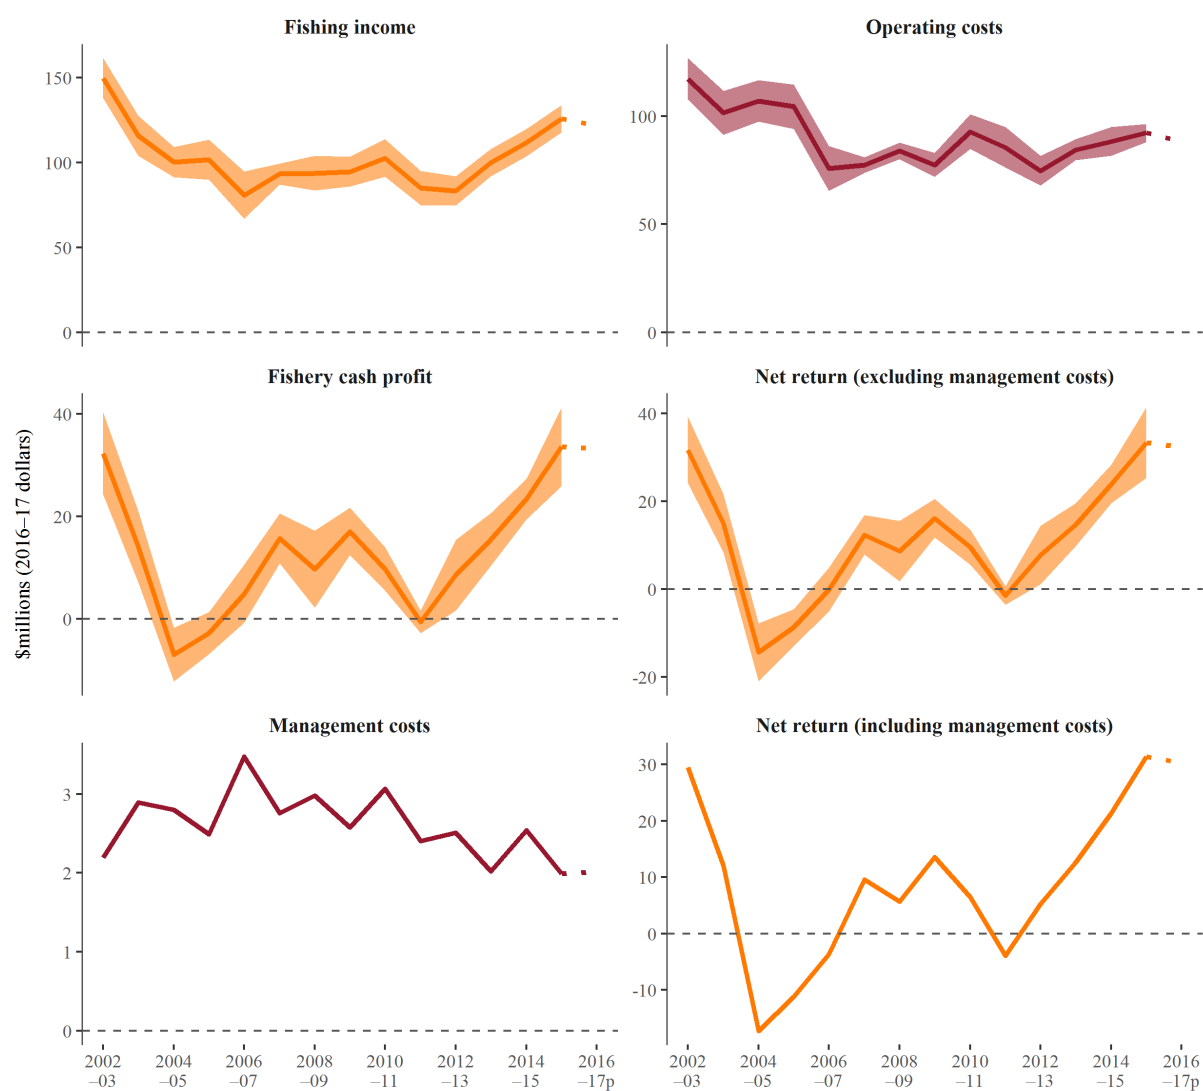 Fishing income
Operating costs
150
100
50
0
100
50
0
Fishery cash profit
Net return (excluding management costs)
40
20
0
40
20
0
-20
$millions (2016–17 dollars)
Management costs
Net return (including management costs)
3
2
1
0
30
20
10
0
-10
2002 2004 2006 2008 2010 2012 2014 2016
–03 –05 –07 –09 –11 –13 –15 –17p
2002 2004 2006 2008 2010 2012 2014 2016
–03 –05 –07 –09 –11 –13 –15 –17p